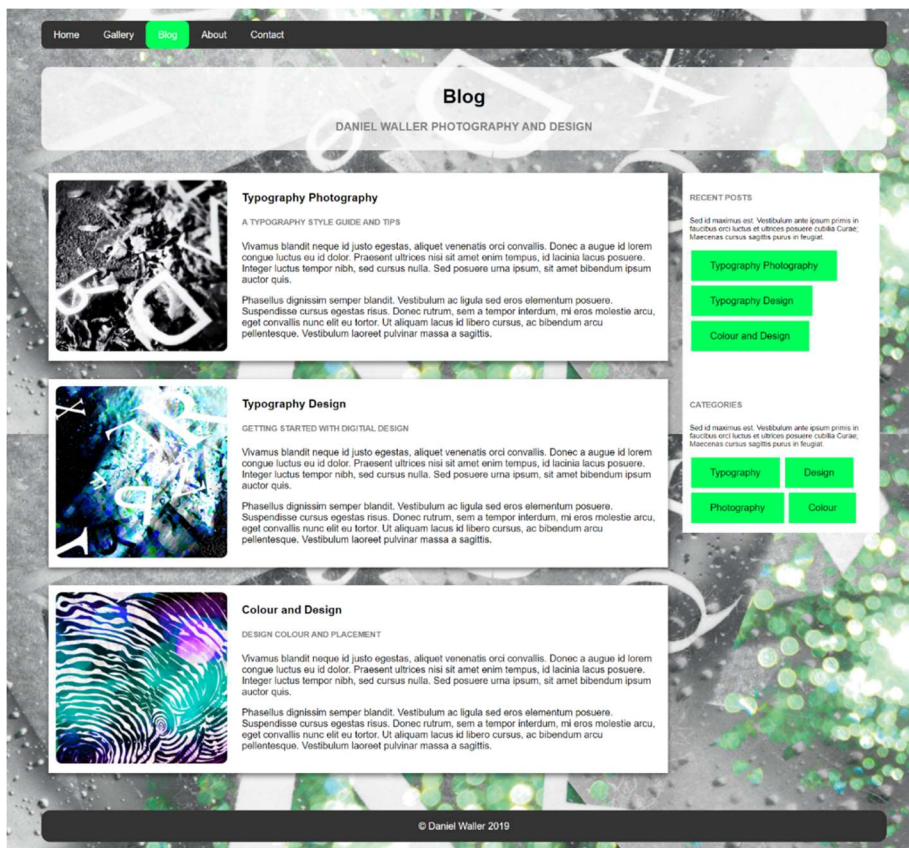 Home Gallery Blog About Contact
Blog
DANIEL WALLER PHOTOGRAPHY AND DESIGN
Typography Photography
A TYPOGRAPHY STYLE GUIDE AND TIPS
Vivamus blandit neque id justo egestas, aliquet venenatis orci convallis. Donec a augue id lorem
congue luctus eu id dolor. Praesent ultrices nisi sit amet enim tempus, id lacinia lacus posuere.
Integer luctus tempor nibh, sed cursus nulla. Sed posuere urna ipsum, sit amet bibendum ipsum
auctor quis.
Phasellus dignissim semper blandit. Vestibulum ac ligula sed eros elementum posuere.
Suspendisse cursus egestas risus. Donec rutrum, sem a tempor interdum, mi eros molestie arcu,
eget convallis nunc elit eu tortor. Ut aliquam lacus id libero cursus, ac bibendum arcu
pellentesque. Vestibulum laoreet pulvinar massa a sagittis.
Typography Design
GETTING STARTED WITH DIGITIAL DESIGN
Vivamus blandit neque id justo egestas, aliquet venenatis orci convallis. Donec a augue id lorem
congue luctus eu id dolor. Praesent ultrices nisi sit amet enim tempus, id lacinia lacus posuere.
Integer luctus tempor nibh, sed cursus nulla. Sed posuere urna ipsum, sit amet bibendum ipsum
auctor quis.
Phasellus dignissim semper blandit. Vestibulum ac ligula sed eros elementum posuere.
Suspendisse cursus egestas risus. Donec rutrum, sem a tempor interdum, mi eros molestie arcu,
eget convallis nunc elit eu tortor. Ut aliquam lacus id libero cursus, ac bibendum arcu
pellentesque. Vestibulum laoreet pulvinar massa a sagittis.
Colour and Design
DESIGN COLOUR AND PLACEMENT
Vivamus blandit neque id justo egestas, aliquet venenatis orci convallis. Donec a augue id lorem
congue luctus eu id dolor. Praesent ultrices nisi sit amet enim tempus, id lacinia lacus posuere.
Integer luctus tempor nibh, sed cursus nulla. Sed posuere urna ipsum, sit amet bibendum ipsum
auctor quis.
Phasellus dignissim semper blandit. Vestibulum ac ligula sed eros elementum posuere.
Suspendisse cursus egestas risus. Donec rutrum, sem a tempor interdum, mi eros molestie arcu,
eget convallis nunc elit eu tortor. Ut aliquam lacus id libero cursus, ac bibendum arcu
pellentesque. Vestibulum laoreet pulvinar massa a sagittis.
RECENT POSTS
Sed id maximus est. Vestibulum ante ipsum primis in
faucibus orci luctus et ultrices posuere cubilia Curae;
Maecenas cursus sagittis purus in feugiat.
Typography Photography
Typography Design
Colour and Design
CATEGORIES
Sed id maximus est. Vestibulum ante ipsum primis in
faucibus orci luctus et ultrices posuere cubilia Curae;
Maecenas cursus sagittis purus in feugiat.
Typography Design
Photography Colour
© Daniel Waller 2019